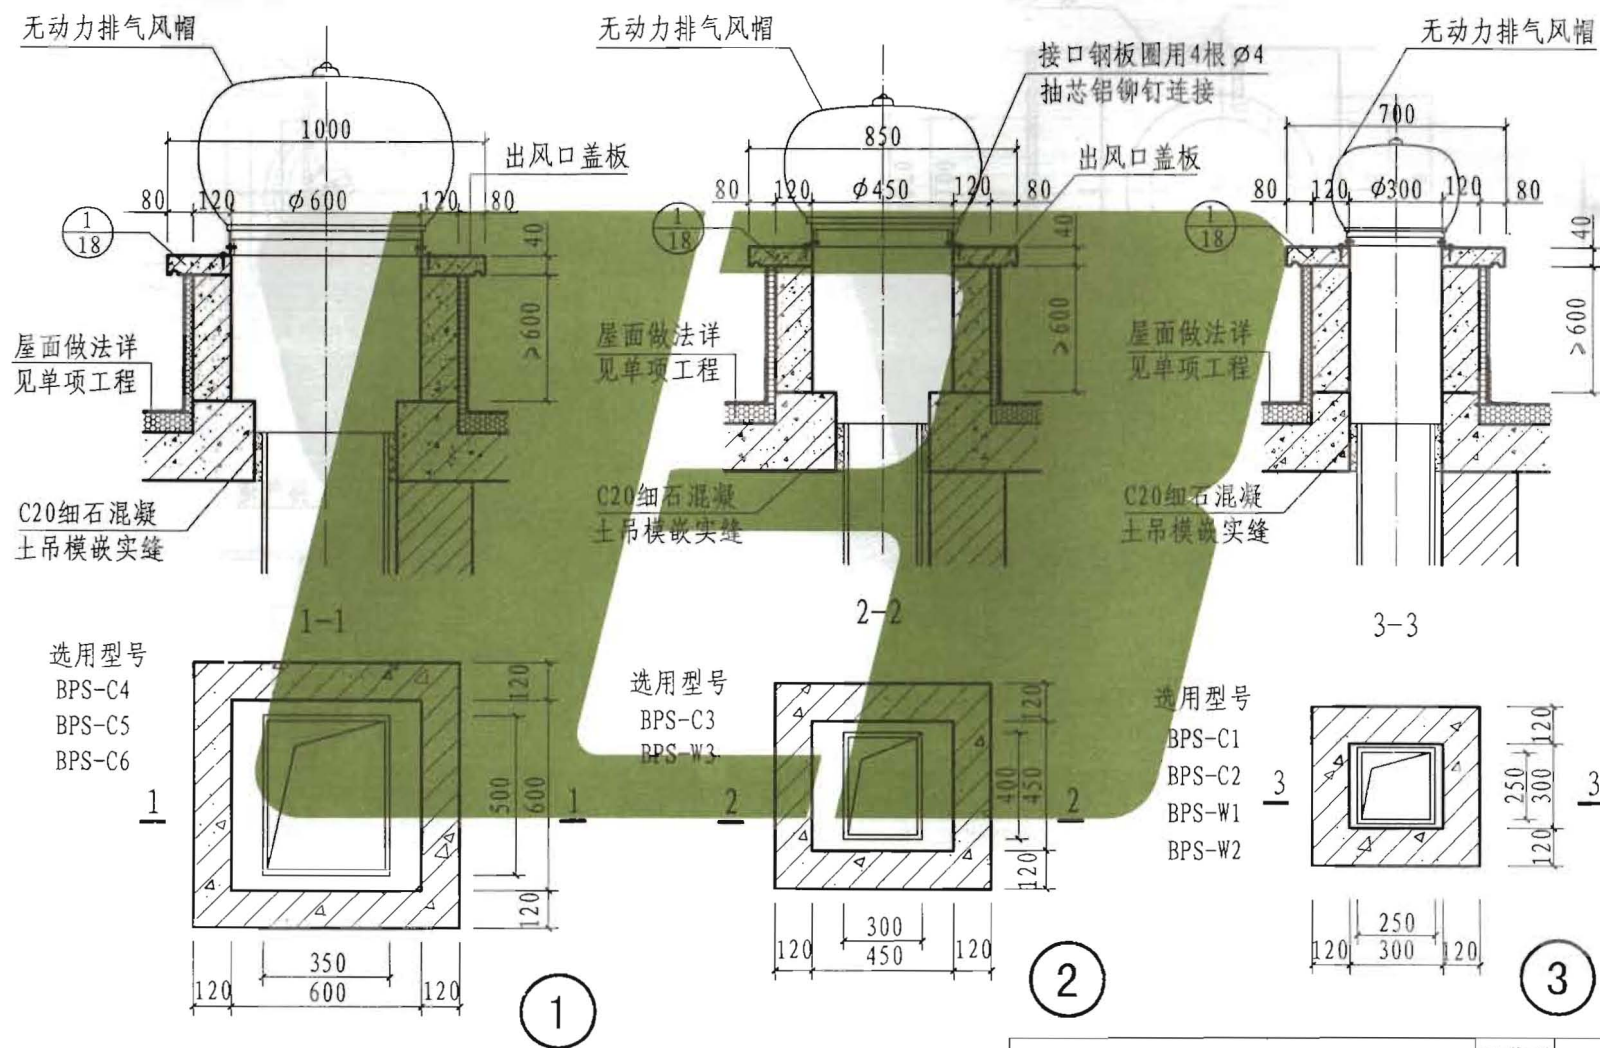 无动力排气风帽
1000
出风口盖板
80
120
φ600
120
80
1
18
40
>600
屋面做法详
见单项工程
C20细石混凝
土吊模嵌实缝
1-1
选用型号
BPS-C4
BPS-C5
BPS-C6
1
1
120
500
600
120
350
120
600
120
1
无动力排气风帽
接口钢板圈用4根φ4
抽芯铝铆钉连接
850
出风口盖板
80
120
φ450
120
80
1
18
40
>600
屋面做法详
见单项工程
C20细石混凝
土吊模嵌实缝
2-2
选用型号
BPS-C3
BPS-W3
2
2
120
400
450
120
300
120
450
120
2
无动力排气风帽
700
80
120
φ300
120
80
1
18
40
>600
屋面做法详
见单项工程
C20细石混凝
土吊模嵌实缝
3-3
选用型号
BPS-C1
BPS-C2
BPS-W1
BPS-W2
3
3
120
250
300
120
250
120
300
120
3